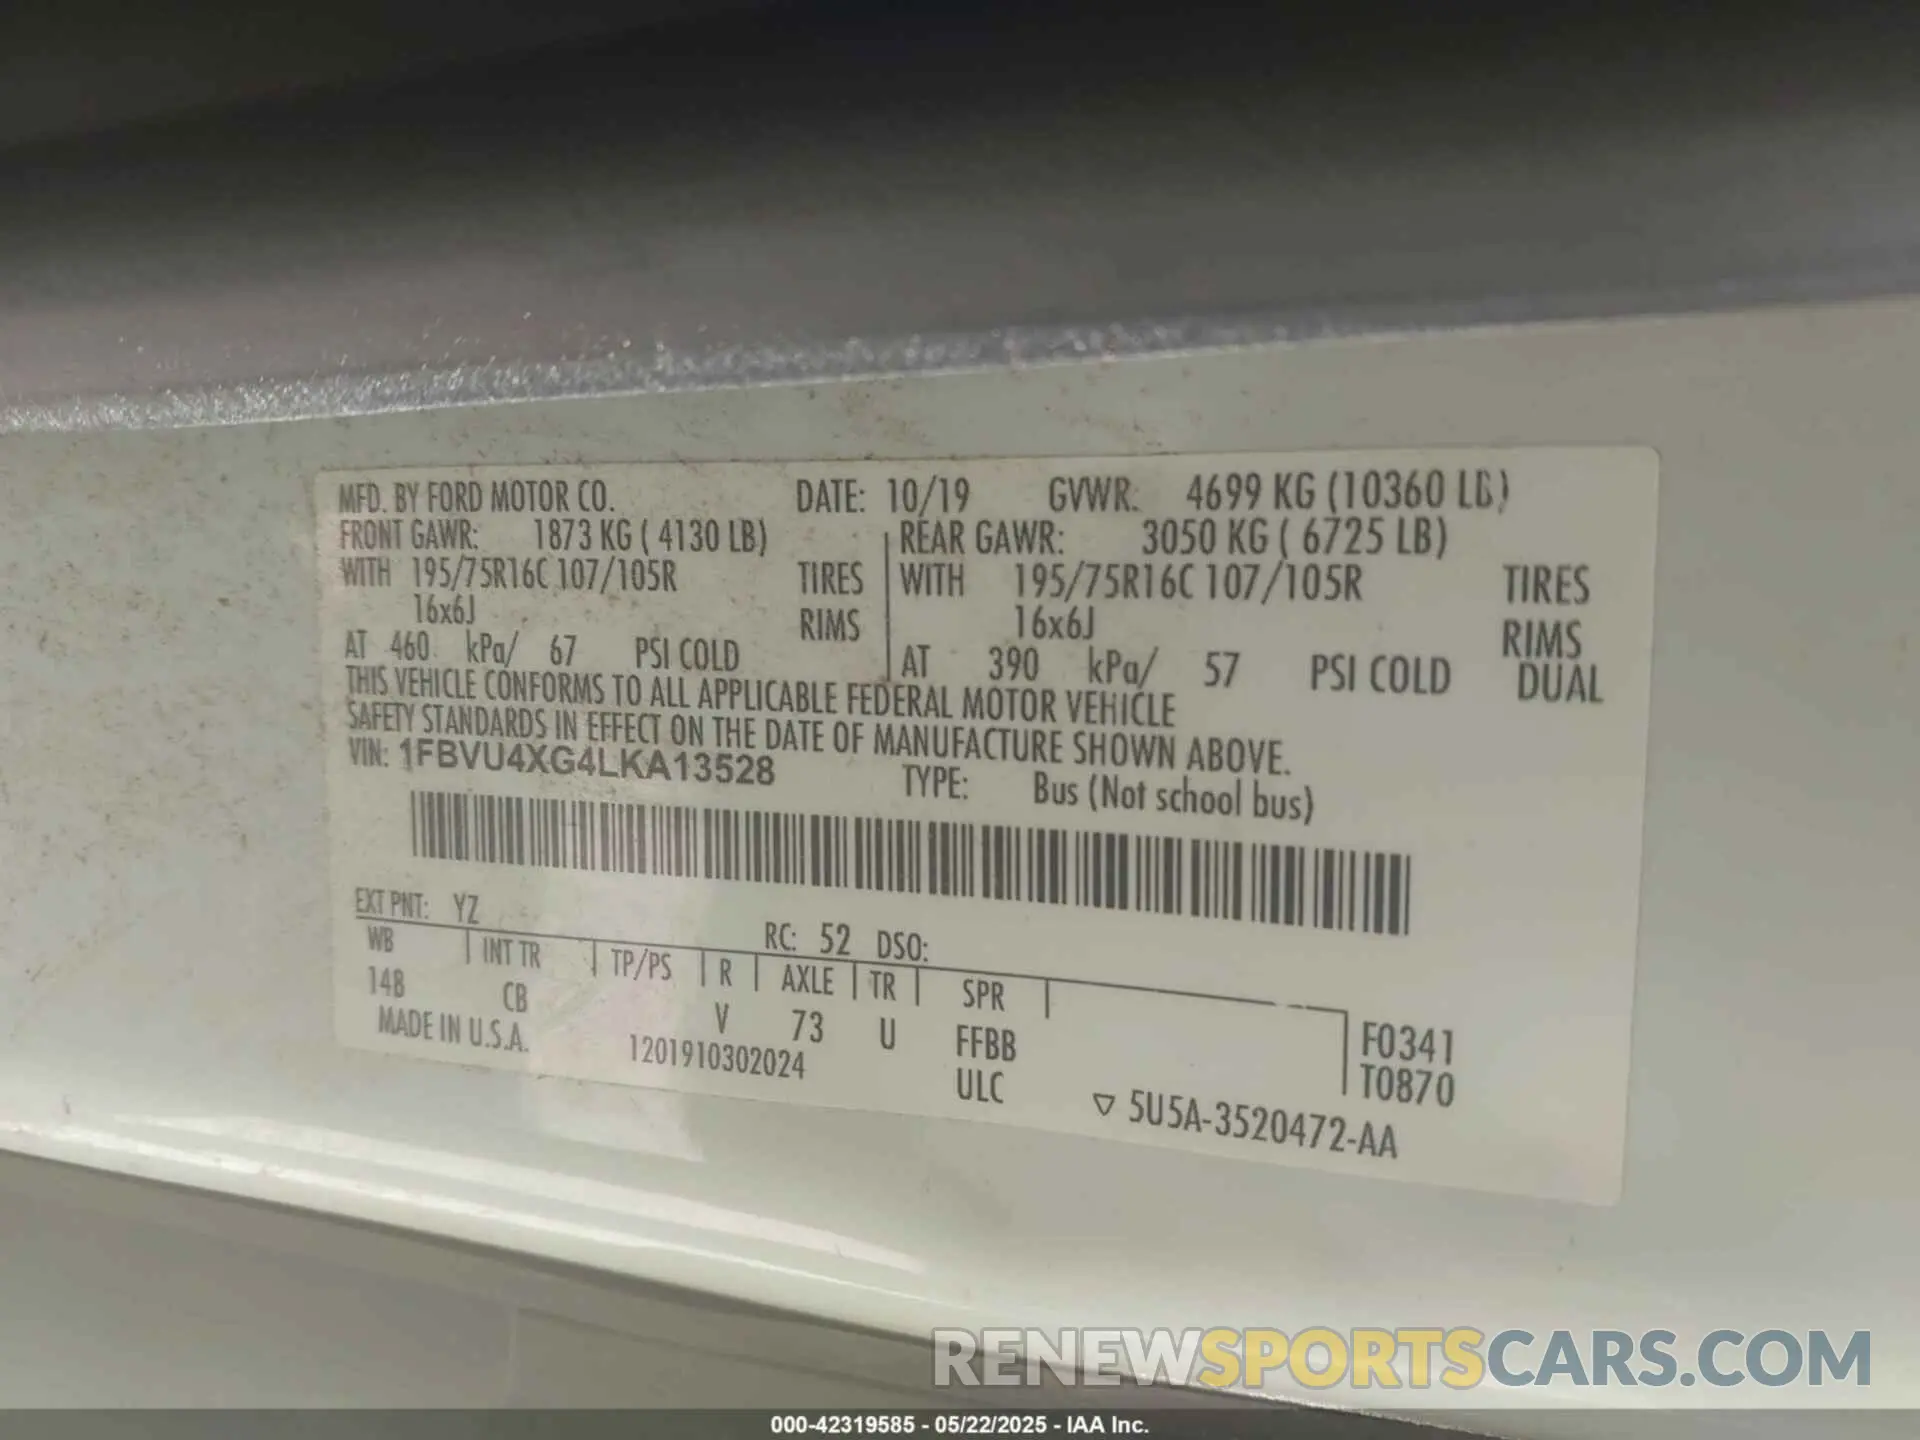 MFD. BY FORD MOTOR CO. DATE: 10/19 GVWR: 4699 KG (10360 LB)
FRONT GAWR: 1873 KG ( 4130 LB) REAR GAWR: 3050 KG ( 6725 LB)
WITH 195/75R16C 107/105R TIRES WITH 195/75R16C 107/105R TIRES
16x6J RIMS 16x6J RIMS
AT 460 kPa/ 67 PSI COLD AT 390 kPa/ 57 PSI COLD DUAL
THIS VEHICLE CONFORMS TO ALL APPLICABLE FEDERAL MOTOR VEHICLE
SAFETY STANDARDS IN EFFECT ON THE DATE OF MANUFACTURE SHOWN ABOVE.
VIN: 1FBVU4XG4LKA13528 TYPE: Bus (Not school bus)
EXT PNT: YZ RC: 52 DSO:
WB INT TR TP/PS R AXLE TR SPR
148 CB V 73 U FFBB F0341
MADE IN U.S.A. 1201910302024 ULC T0870
▽ 5U5A-3520472-AA
RENEWSPORTSCARS.COM
000-42319585 - 05/22/2025 - IAA Inc.